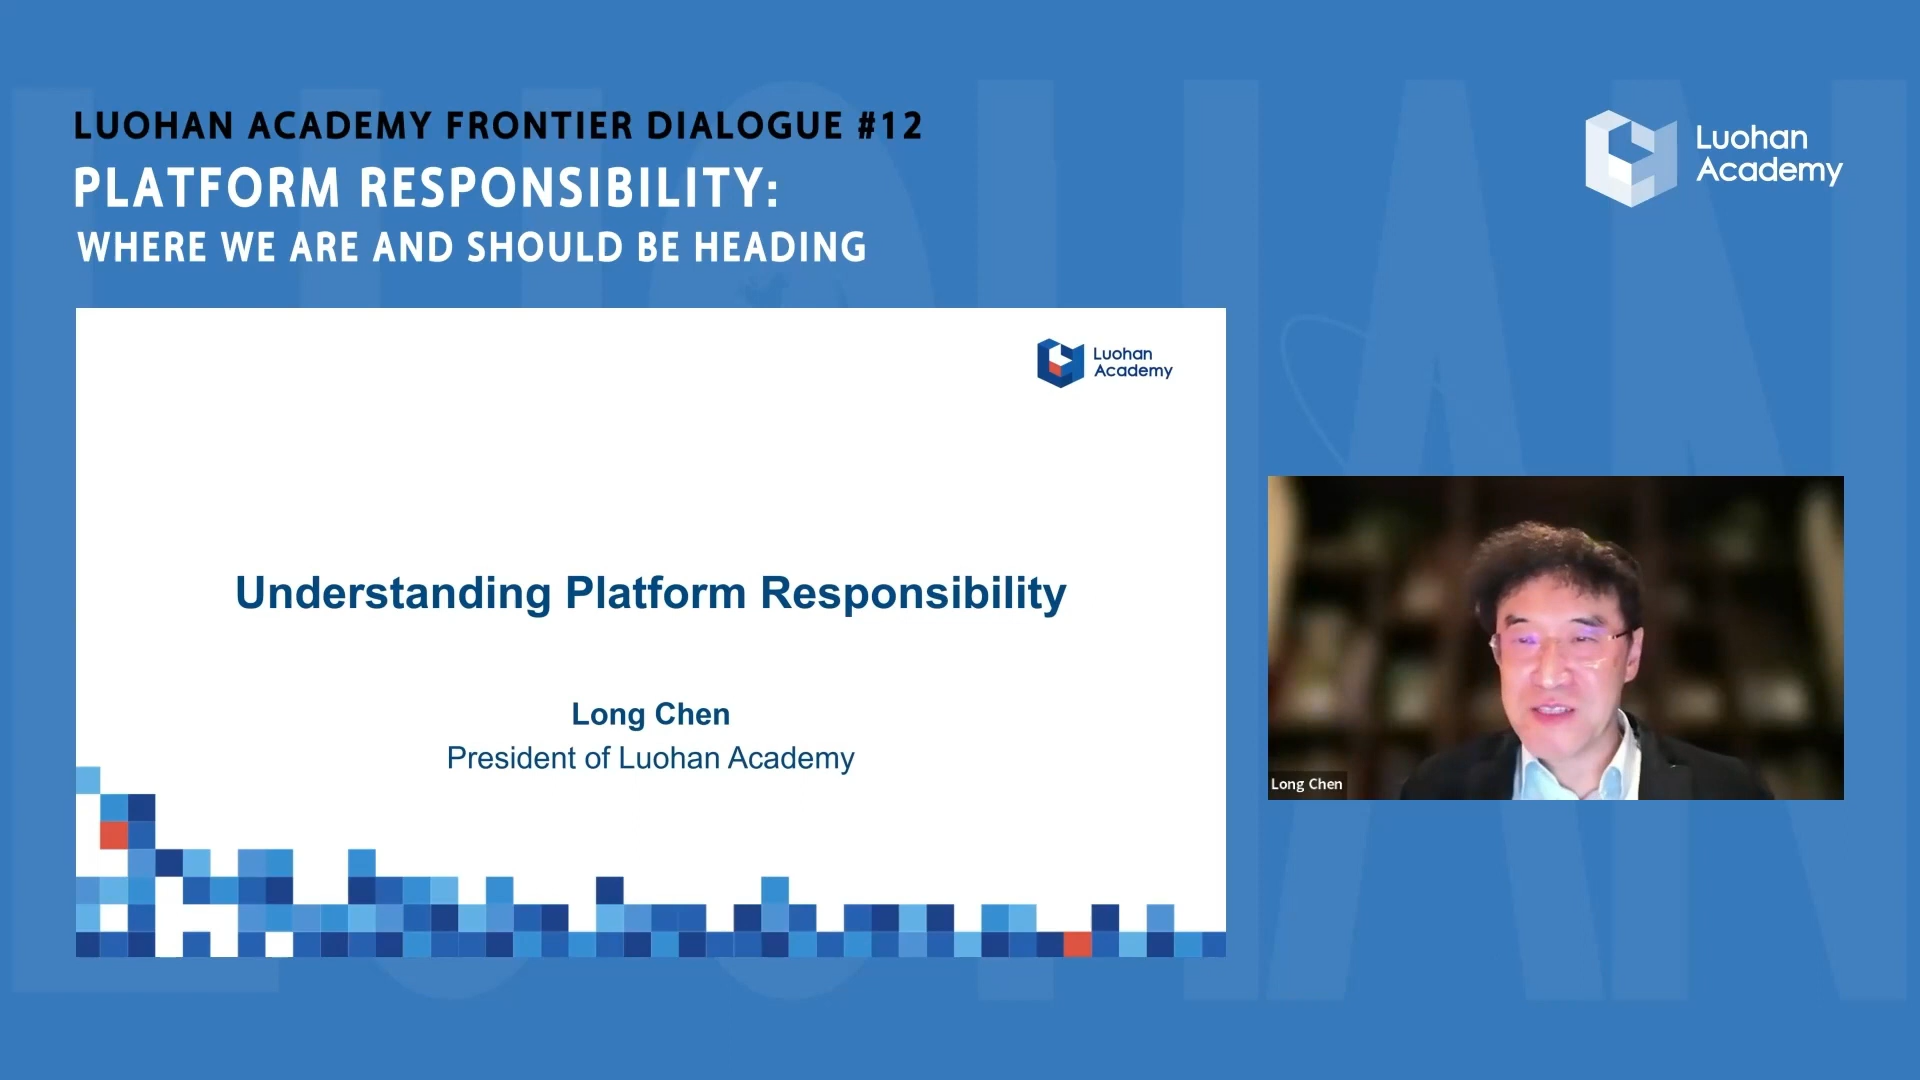 LUOHAN ACADEMY FRONTIER DIALOGUE #12
PLATFORM RESPONSIBILITY:
WHERE WE ARE AND SHOULD BE HEADING
Luohan
Academy
Luohan
Academy
Understanding Platform Responsibility
Long Chen
President of Luohan Academy
Long Chen
LUOHAN